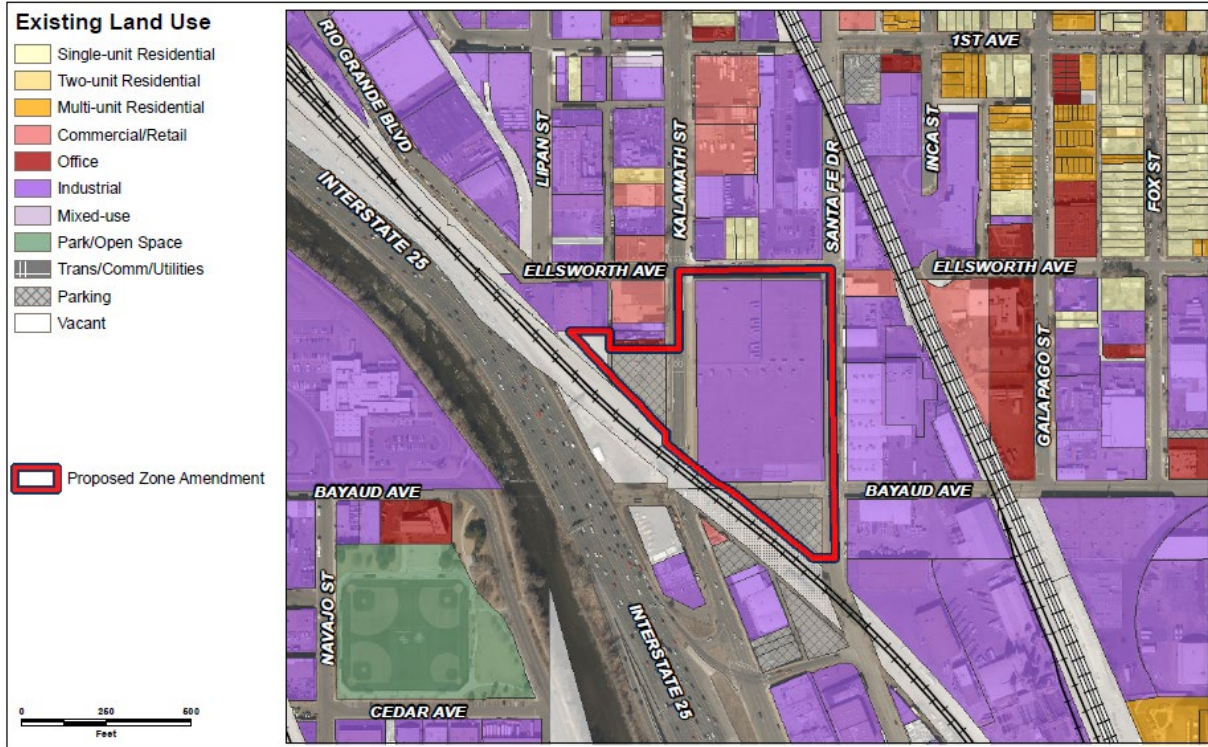 Existing Land Use
Single-unit Residential
Two-unit Residential
Multi-unit Residential
Commercial/Retail
Office
Industrial
Mixed-use
Park/Open Space
Trans/Comm/Utilities
Parking
Vacant
Proposed Zone Amendment
0 250 500
Feet
1ST AVE
RIO GRANDE BLVD
LIPAN ST
KALAMATH ST
SANTA FE DR
INCA ST
FOX ST
INTERSTATE 25
ELLSWORTH AVE
ELLSWORTH AVE
GALAPAGO ST
BAYAUD AVE
BAYAUD AVE
NAVAJO ST
INTERSTATE 25
CEDAR AVE